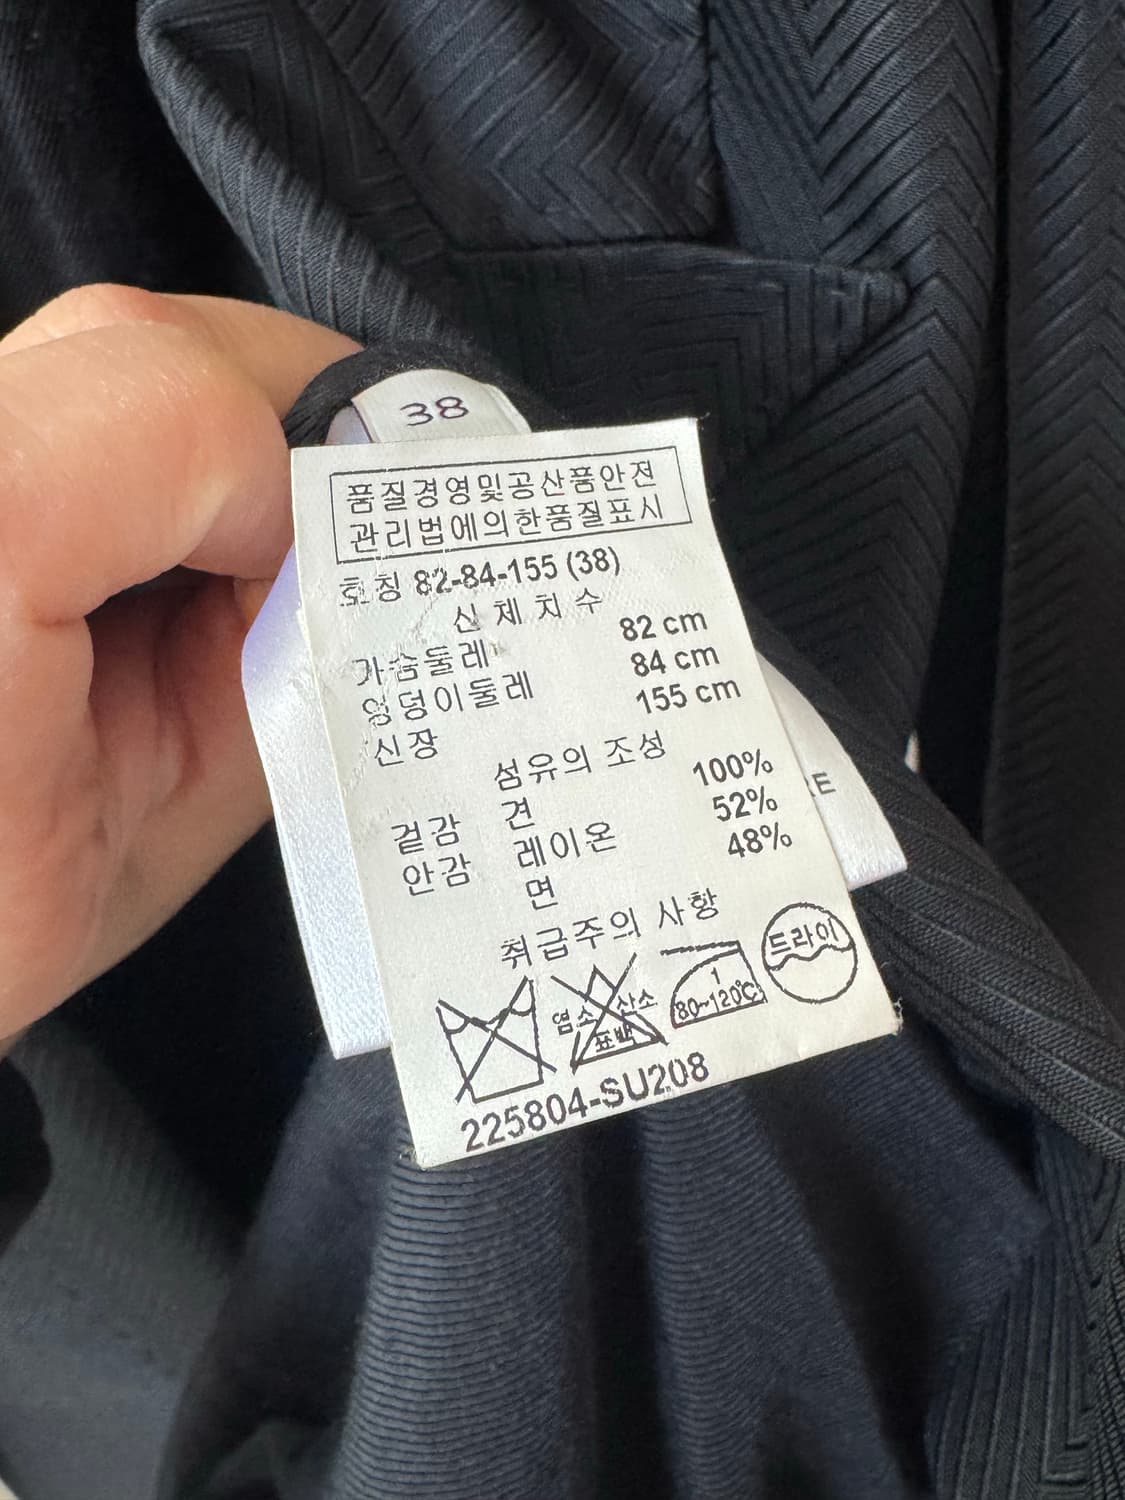 38
품질경영및공산품안전
관리법에의한품질표시
호칭 82-84-155 (38)
신체치수
가슴둘레 82 cm
엉덩이둘레 84 cm
신장 155 cm
섬유의 조성
겉감 견 100%
안감 레이온 52%
면 48%
취급주의 사항
염소 산소
표백
1
80~120℃
드라이
225804-SU208